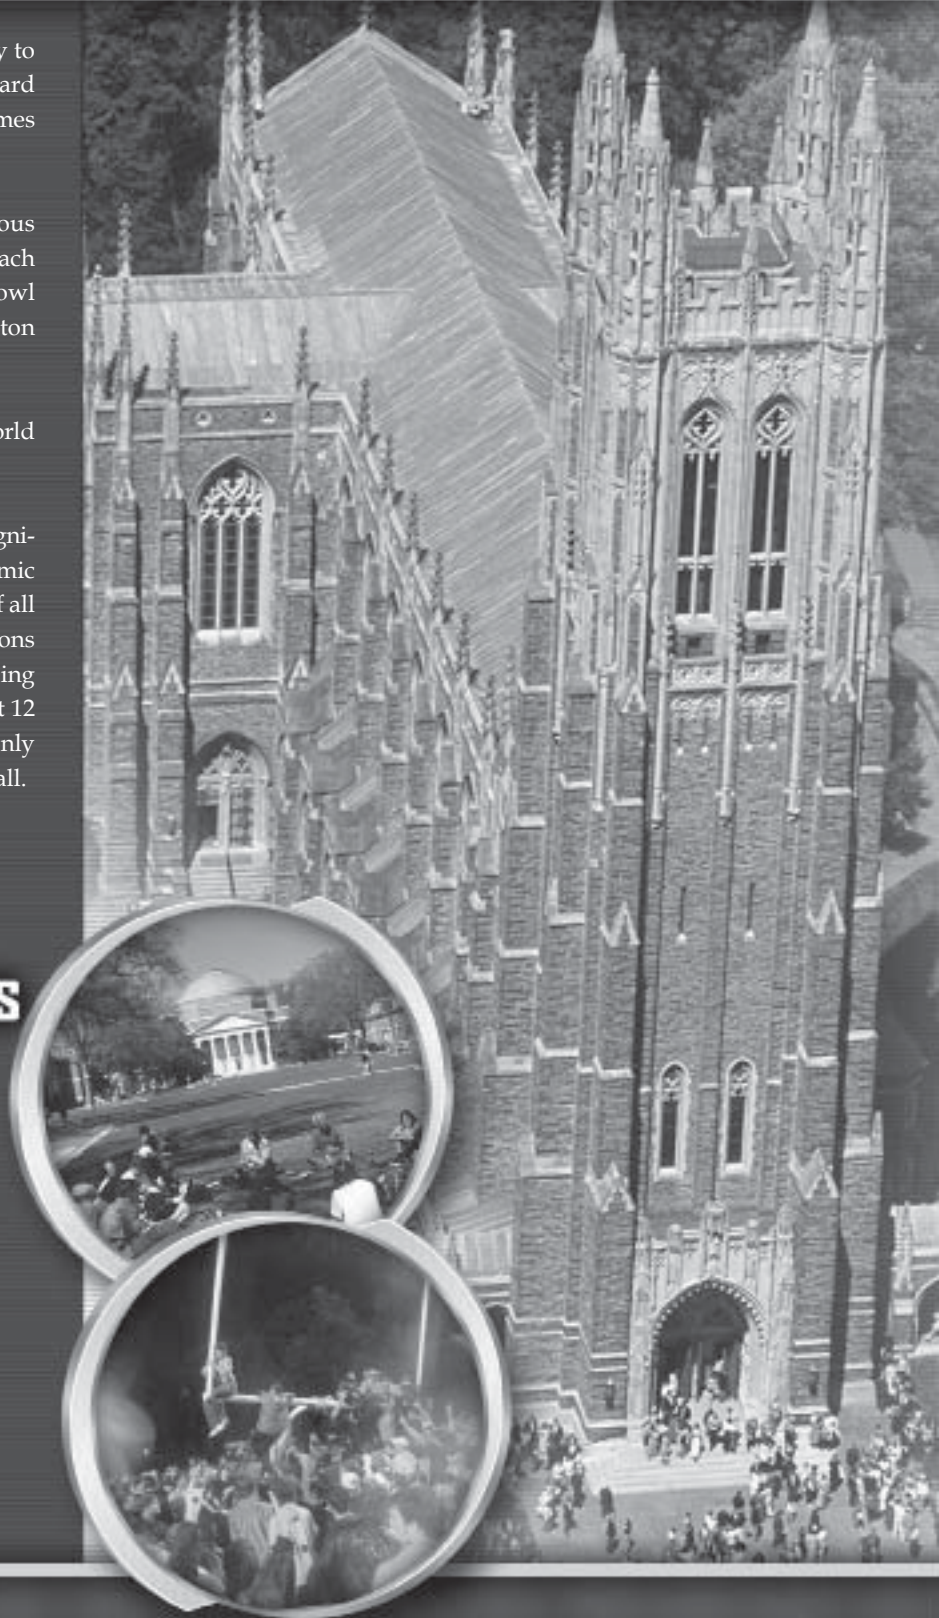 y to
ard
mes
ous
ach
owl
ton
orld
gni-
mic
f all
ons
ing
t 12
nly
all.
S